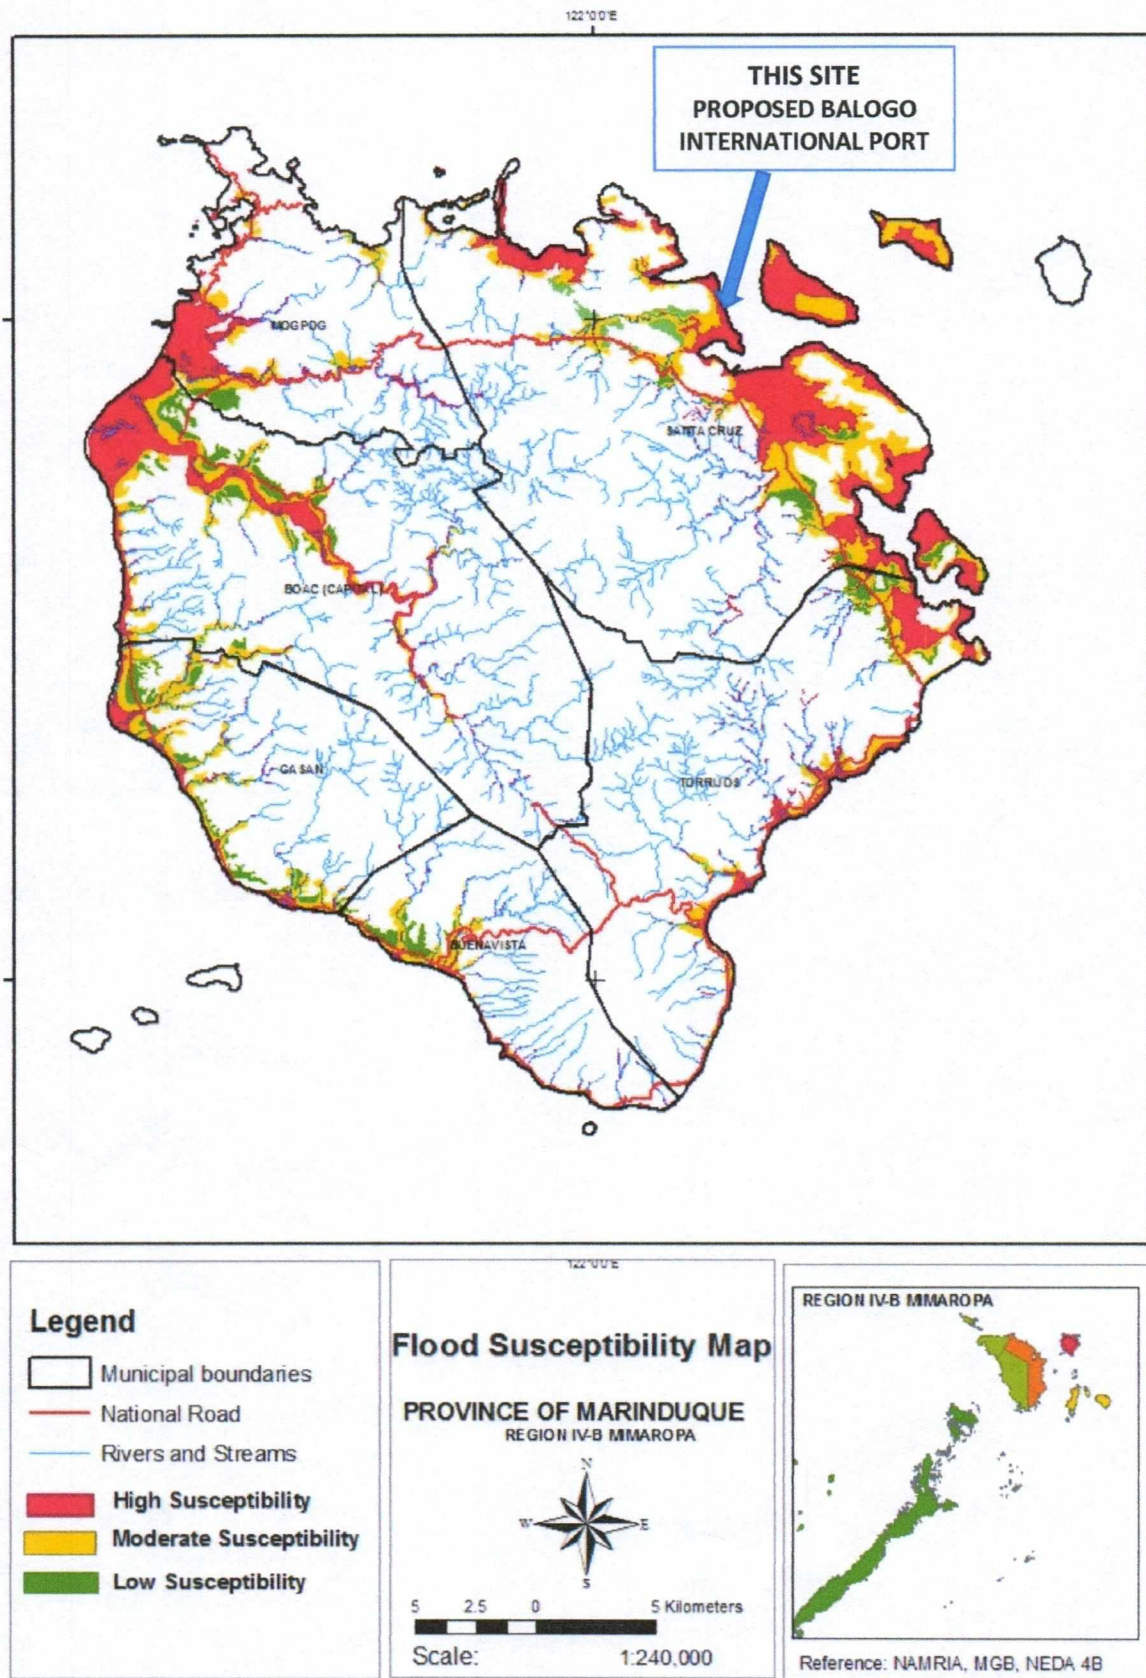 122°0'0"E
THIS SITE
PROPOSED BALOGO
INTERNATIONAL PORT
MOGPOG
SANTA CRUZ
BOAC (CAPITAL)
GASAN
TORRIJOS
BUENAVISTA
Legend
Municipal boundaries
National Road
Rivers and Streams
High Susceptibility
Moderate Susceptibility
Low Susceptibility
122°0'0"E
Flood Susceptibility Map
PROVINCE OF MARINDUQUE
REGION IV-B MIMAROPA
N
W E
S
5 2.5 0 5 Kilometers
Scale: 1:240,000
REGION IV-B MIMAROPA
Reference: NAMRIA, MGB, NEDA 4B